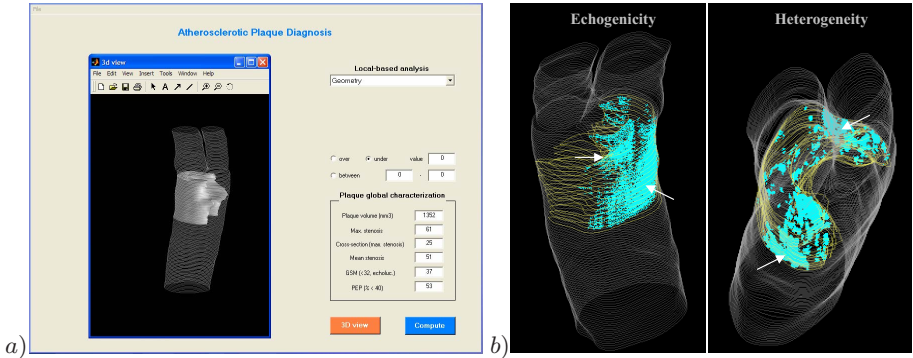 File
Atherosclerotic Plaque Diagnosis
3d view
File Edit View Insert Tools Window Help
A
Local-based analysis
Geometry
over under value 0
between 0 - 0
Plaque global characterization
Plaque volume (mm3) 1352
Max. stenosis 61
Cross-section (max. stenosis) 25
Mean stenosis 51
GSM (<32, echoluc.) 37
PEP (% < 40) 53
3D view Compute
a)
Echogenicity
Heterogeneity
b)